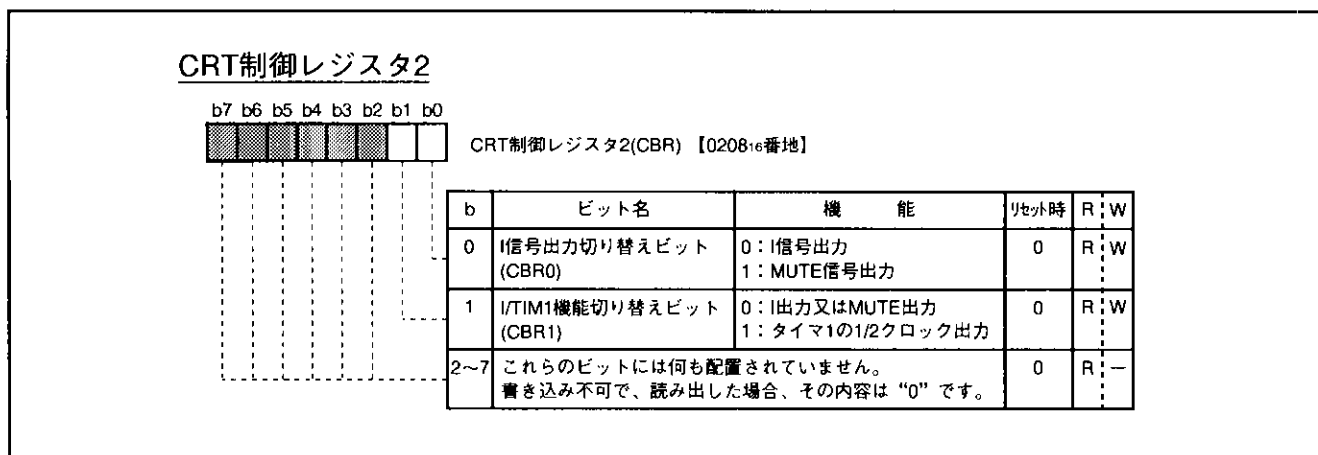 CRT制御レジスタ2
b7 b6 b5 b4 b3 b2 b1 b0
CRT制御レジスタ2(CBR) 【0208₁₆番地】
b ビット名 機 能 リセット時 R W
0 I信号出力切り替えビット 0：I信号出力 0 R W
(CBR0) 1：MUTE信号出力
1 I/TIM1機能切り替えビット 0：I出力又はMUTE出力 0 R W
(CBR1) 1：タイマ1の1/2クロック出力
2～7 これらのビットには何も配置されていません。 0 R －
書き込み不可で、読み出した場合、その内容は“0”です。